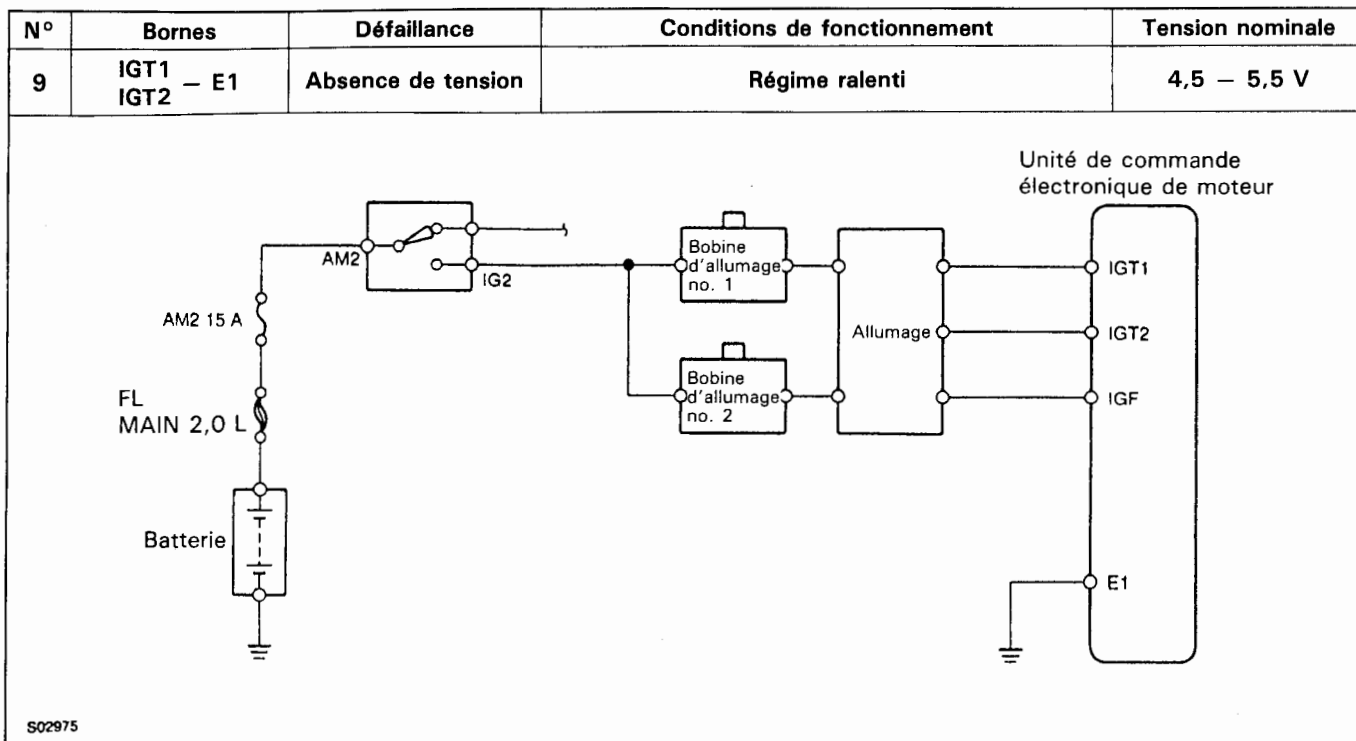 N° Bornes Défaillance Conditions de fonctionnement Tension nominale
9 IGT1 IGT2 – E1 Absence de tension Régime ralenti 4,5 – 5,5 V
Unité de commande
électronique de moteur
AM2
IG2
AM2 15 A
FL
MAIN 2,0 L
Batterie
Bobine
d'allumage
no. 1
Bobine
d'allumage
no. 2
Allumage
IGT1
IGT2
IGF
E1
S02975